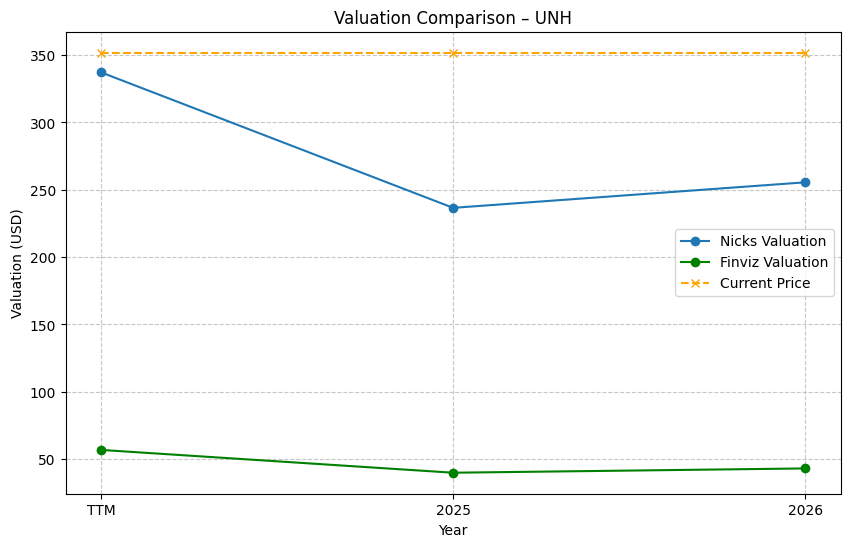 Valuation Comparison – UNH
Valuation (USD)
350
300
250
200
150
100
50
Nicks Valuation
Finviz Valuation
Current Price
TTM 2025 2026
Year